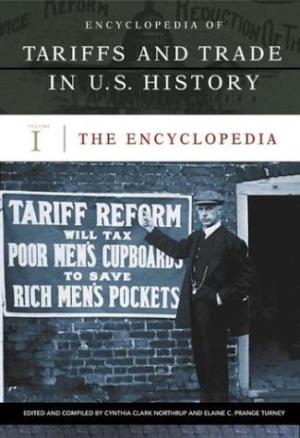 ENCYCLOPEDIA OF
TARIFFS AND TRADE
IN U.S. HISTORY
VOLUME
I
THE ENCYCLOPEDIA
TARIFF REFORM
WILL TAX
POOR MEN'S CUPBOARDS
TO SAVE
RICH MEN'S POCKETS
EDITED AND COMPILED BY CYNTHIA CLARK NORTHRUP AND ELAINE C. PRANGE TURNEY